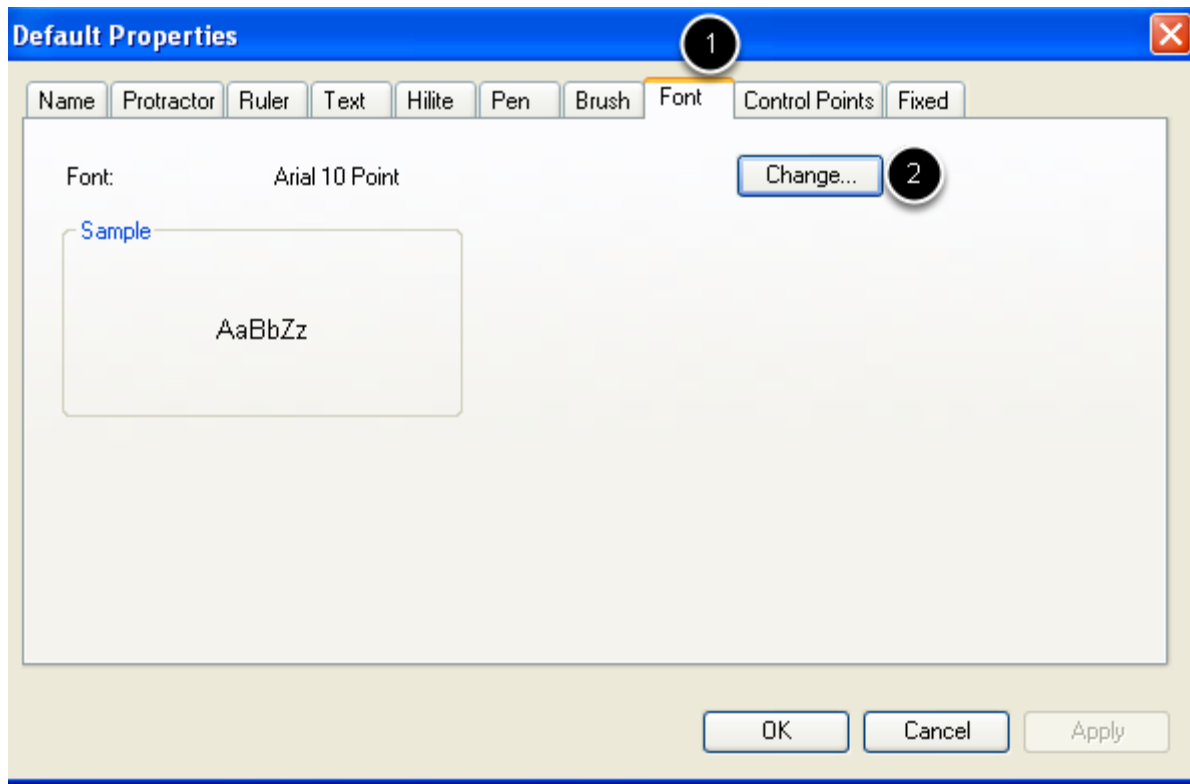 Default Properties
1
Name Protractor Ruler Text Hilite Pen Brush Font Control Points Fixed
Font: Arial 10 Point Change... 2
Sample
AaBbZz
OK Cancel Apply